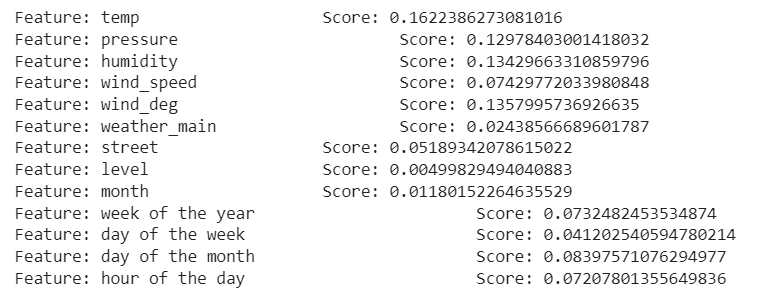 Feature: temp Score: 0.1622386273081016
Feature: pressure Score: 0.12978403001418032
Feature: humidity Score: 0.13429663310859796
Feature: wind_speed Score: 0.07429772033980848
Feature: wind_deg Score: 0.1357995736926635
Feature: weather_main Score: 0.02438566689601787
Feature: street Score: 0.05189342078615022
Feature: level Score: 0.00499829494040883
Feature: month Score: 0.01180152264635529
Feature: week of the year Score: 0.0732482453534874
Feature: day of the week Score: 0.041202540594780214
Feature: day of the month Score: 0.08397571076294977
Feature: hour of the day Score: 0.07207801355649836